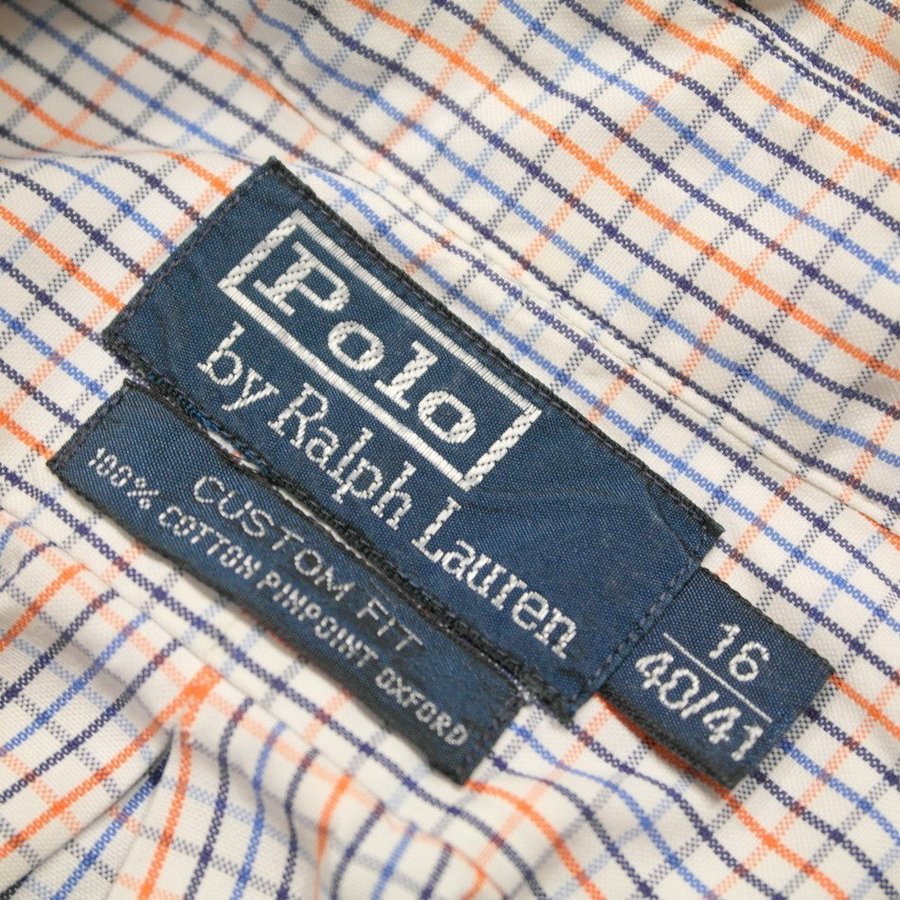 Polo
by Ralph Lauren
CUSTOM FIT
100% COTTON PINPOINT OXFORD
16
40/41